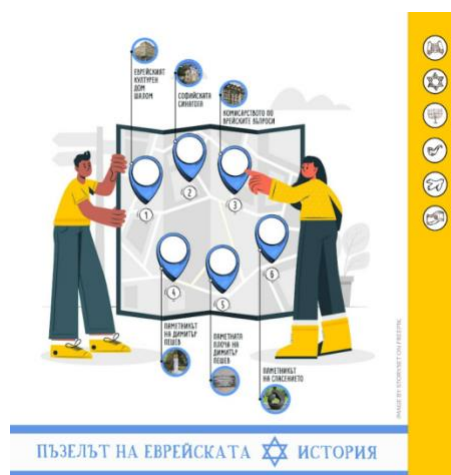 ЕВРЕЙСКИЯТ
КУЛТУРЕН
ДОМ
ШАЛОМ
СОФИЙСКАТА
СИНАГОГА
КОМИСАРСТВОТО ПО
ЕВРЕЙСКИТЕ ВЪПРОСИ
1
2
3
4
5
6
ПАМЕТНИКЪТ
НА ДИМИТЪР
ПЕШЕВ
ПАМЕТНАТА
ПЛОЧА НА
ДИМИТЪР
ПЕШЕВ
ПАМЕТНИКЪТ
НА СПАСЕНИЕТО
IMAGE BY STORYSET ON FREEPIK
ПЪЗЕЛЪТ НА ЕВРЕЙСКАТА ИСТОРИЯ